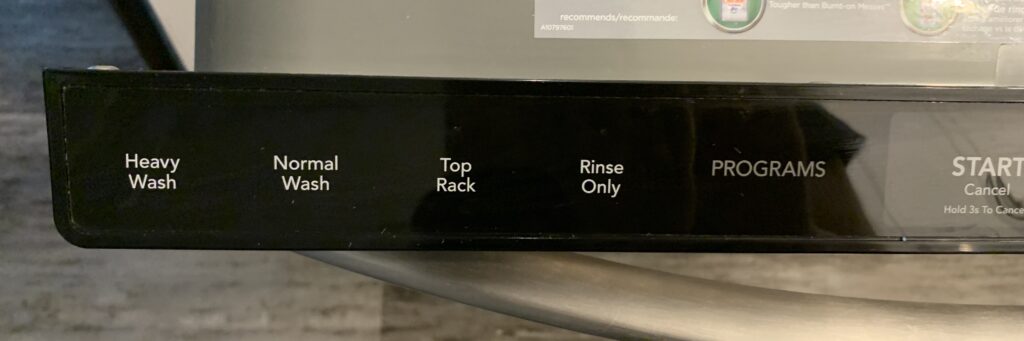 recommends/recommande:
A10797601
Tougher than Burnt-on Messes
Heavy
Wash
Normal
Wash
Top
Rack
Rinse
Only
PROGRAMS
START
Cancel
Hold 3s To Cance